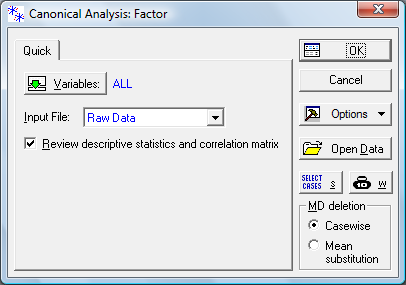 Canonical Analysis: Factor
Quick
Variables: ALL
Input File: Raw Data
Review descriptive statistics and correlation matrix
OK
Cancel
Options
Open Data
SELECT
CASES S
10 W
MD deletion
Casewise
Mean
substitution